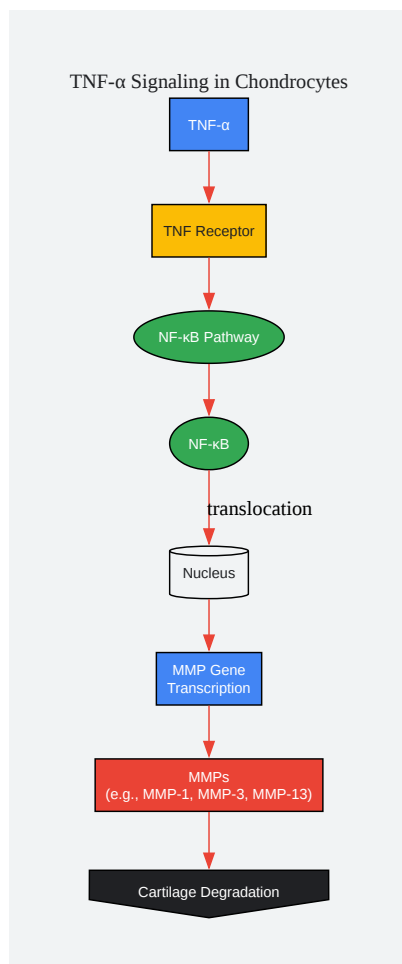 TNF-α Signaling in Chondrocytes
TNF-α
TNF Receptor
NF-κB Pathway
NF-κB
translocation
Nucleus
MMP Gene
Transcription
MMPs
(e.g., MMP-1, MMP-3, MMP-13)
Cartilage Degradation